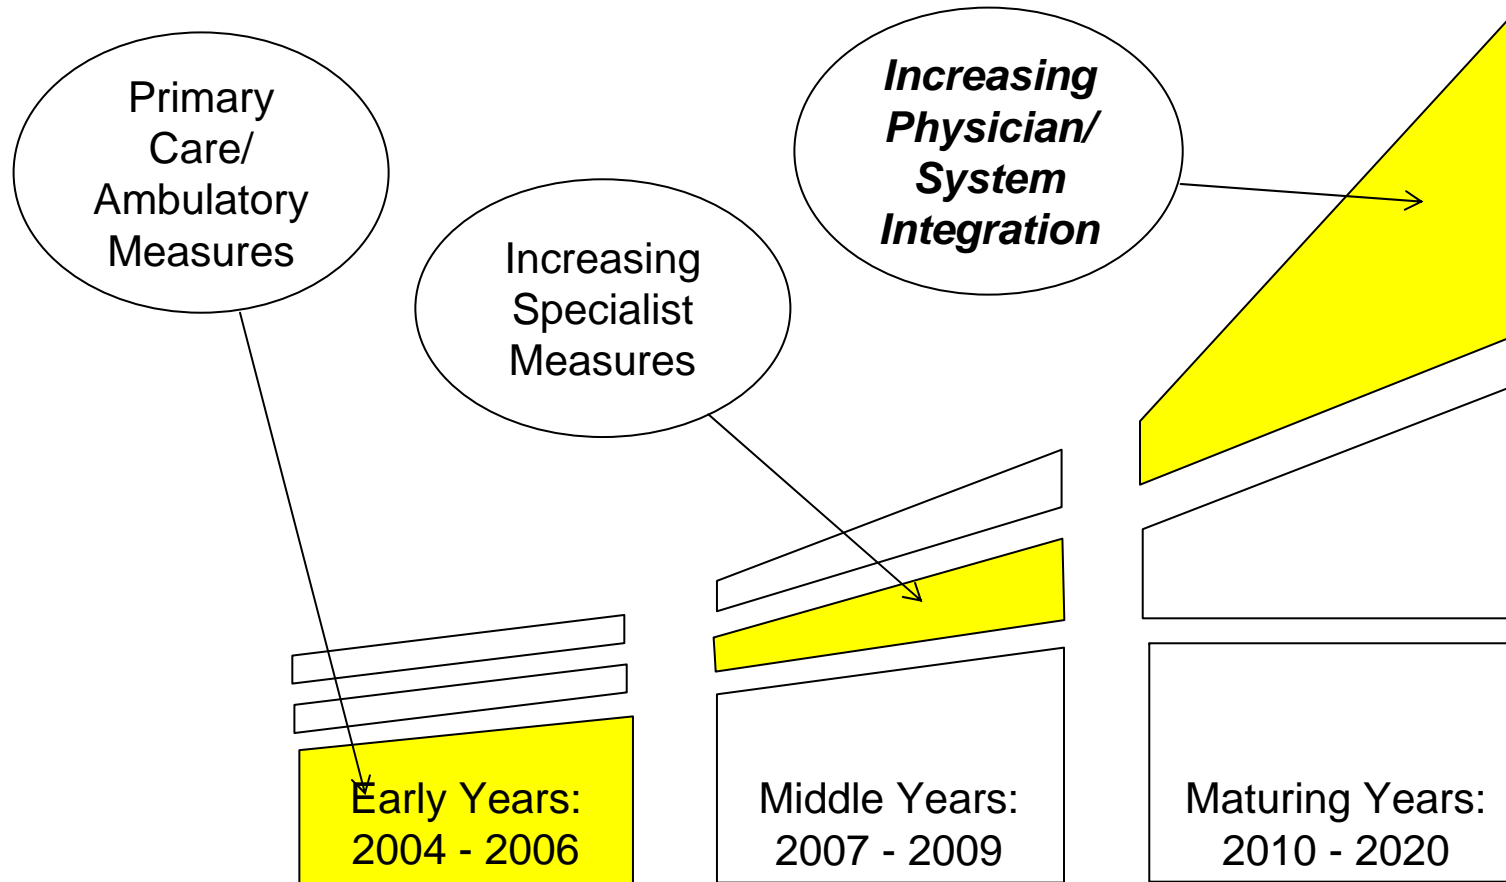 Primary
Care/
Ambulatory
Measures
Increasing
Specialist
Measures
Increasing
Physician/
System
Integration
Early Years:
2004 - 2006
Middle Years:
2007 - 2009
Maturing Years:
2010 - 2020